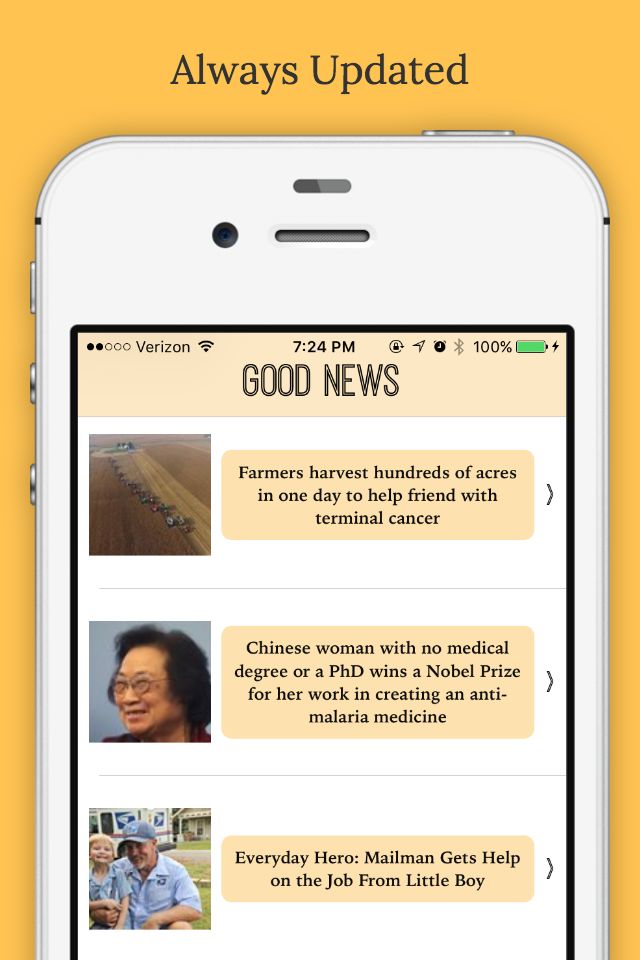 Always Updated
Verizon
7:24 PM
100%
GOOD NEWS
Farmers harvest hundreds of acres
in one day to help friend with
terminal cancer
Chinese woman with no medical
degree or a PhD wins a Nobel Prize
for her work in creating an anti-
malaria medicine
Everyday Hero: Mailman Gets Help
on the Job From Little Boy